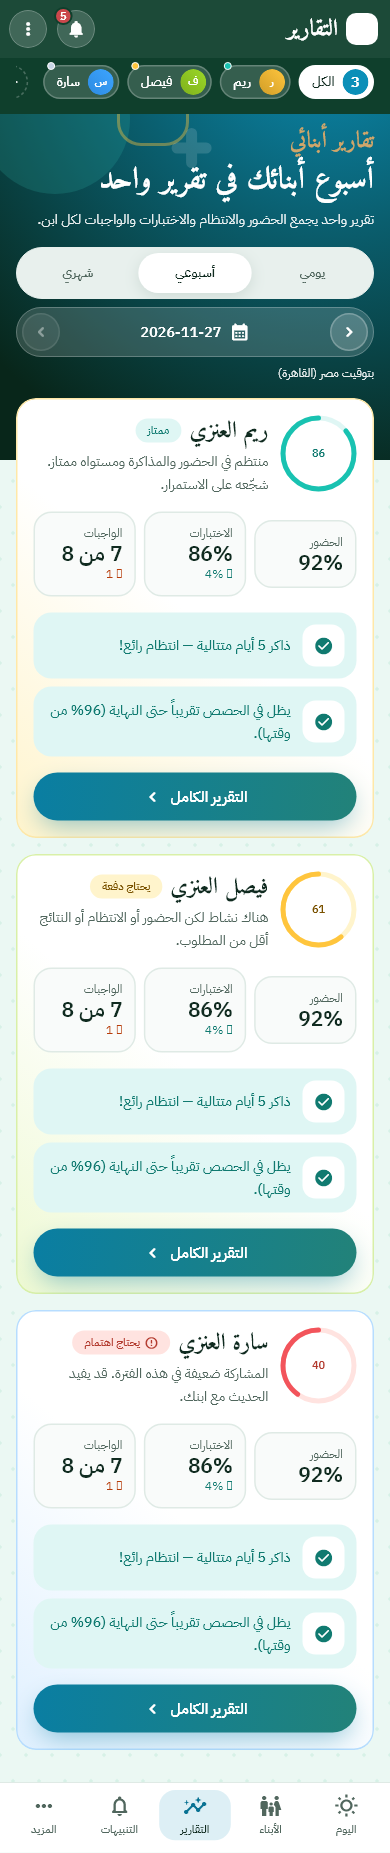 التقارير
5
3 الكل
ر ريم
ف فيصل
س سارة
تقارير أبنائي
أسبوع أبنائك في تقرير واحد
تقرير واحد يجمع الحضور والانتظام والاختبارات والواجبات لكل ابن.
يومي
أسبوعي
شهري
2026-11-27
بتوقيت مصر (القاهرة)
86
ريم العنزي
ممتاز
منتظم في الحضور والمذاكرة ومستواه ممتاز.
شجّعه على الاستمرار.
الحضور
92%
الاختبارات
86%
4%
الواجبات
7 من 8
1
ذاكر 5 أيام متتالية — انتظام رائع!
يظل في الحصص تقريباً حتى النهاية (96% من
وقتها).
التقرير الكامل
61
فيصل العنزي
يحتاج دفعة
هناك نشاط لكن الحضور أو الانتظام أو النتائج
أقل من المطلوب.
الحضور
92%
الاختبارات
86%
4%
الواجبات
7 من 8
1
ذاكر 5 أيام متتالية — انتظام رائع!
يظل في الحصص تقريباً حتى النهاية (96% من
وقتها).
التقرير الكامل
40
سارة العنزي
يحتاج اهتمام
المشاركة ضعيفة في هذه الفترة. قد يفيد
الحديث مع ابنك.
الحضور
92%
الاختبارات
86%
4%
الواجبات
7 من 8
1
ذاكر 5 أيام متتالية — انتظام رائع!
يظل في الحصص تقريباً حتى النهاية (96% من
وقتها).
التقرير الكامل
اليوم
الأبناء
التقارير
التنبيهات
المزيد